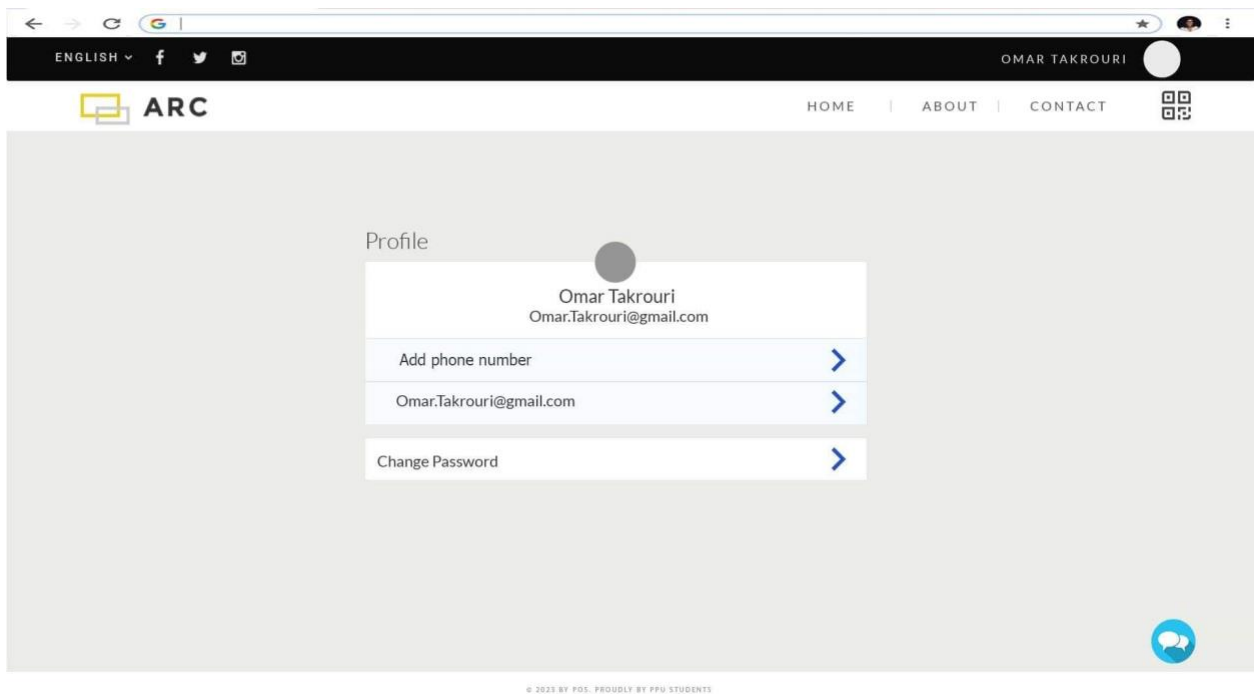 ENGLISH
OMAR TAKROURI
ARC
HOME | ABOUT | CONTACT
Profile
Omar Takrouri
Omar.Takrouri@gmail.com
Add phone number
Omar.Takrouri@gmail.com
Change Password
© 2023 BY POS. PROUDLY BY PPU STUDENTS